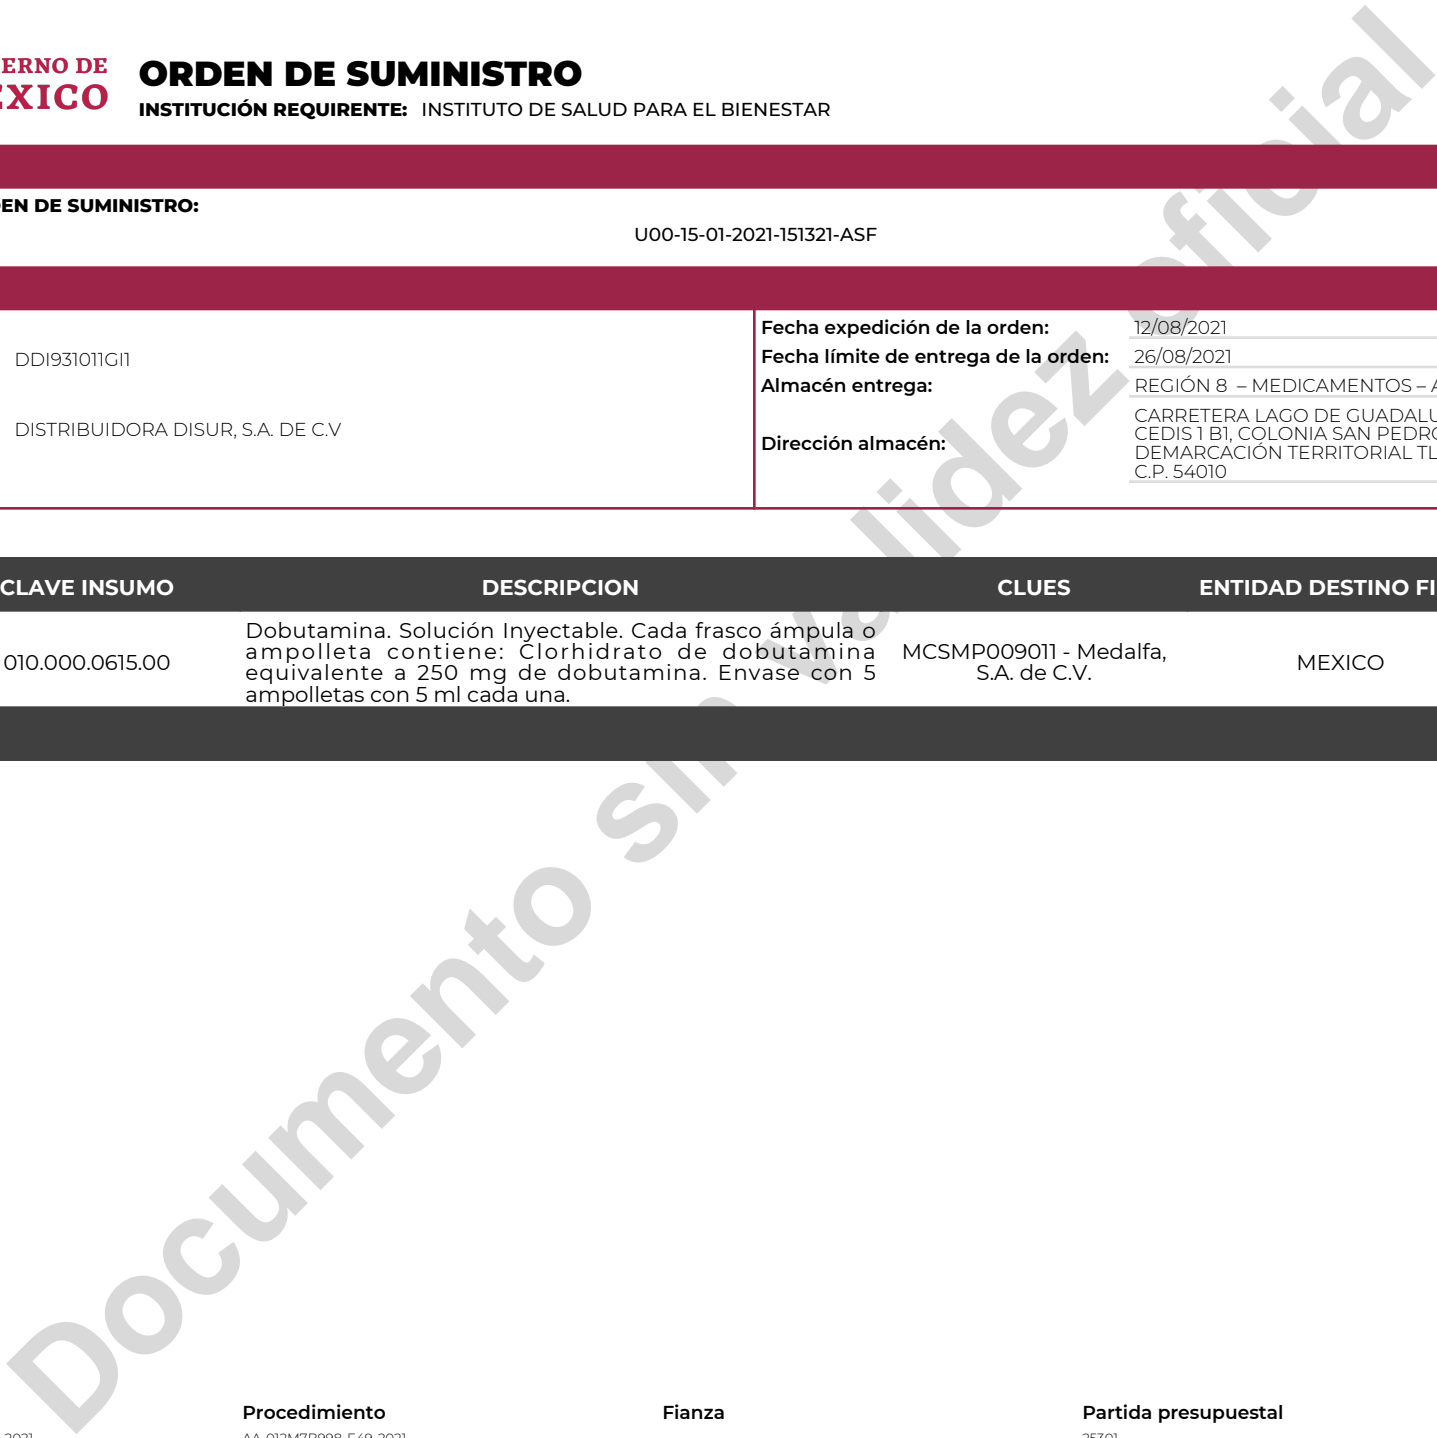 ERNO DE
EXICO
ORDEN DE SUMINISTRO
INSTITUCIÓN REQUIRENTE: INSTITUTO DE SALUD PARA EL BIENESTAR
EN DE SUMINISTRO:
U00-15-01-2021-151321-ASF
DDI931011GI1
DISTRIBUIDORA DISUR, S.A. DE C.V
Fecha expedición de la orden: 12/08/2021
Fecha límite de entrega de la orden: 26/08/2021
Almacén entrega: REGIÓN 8 – MEDICAMENTOS – A
Dirección almacén:
CARRETERA LAGO DE GUADALU
CEDIS 1 B1, COLONIA SAN PEDRO
DEMARCACIÓN TERRITORIAL TL
C.P. 54010
CLAVE INSUMO DESCRIPCION CLUES ENTIDAD DESTINO FI
010.000.0615.00
Dobutamina. Solución Inyectable. Cada frasco ámpula o
ampolleta contiene: Clorhidrato de dobutamina
equivalente a 250 mg de dobutamina. Envase con 5
ampolletas con 5 ml cada una.
MCSMP009011 - Medalfa,
S.A. de C.V.
MEXICO
Documento sin validez oficial
Procedimiento Fianza Partida presupuestal